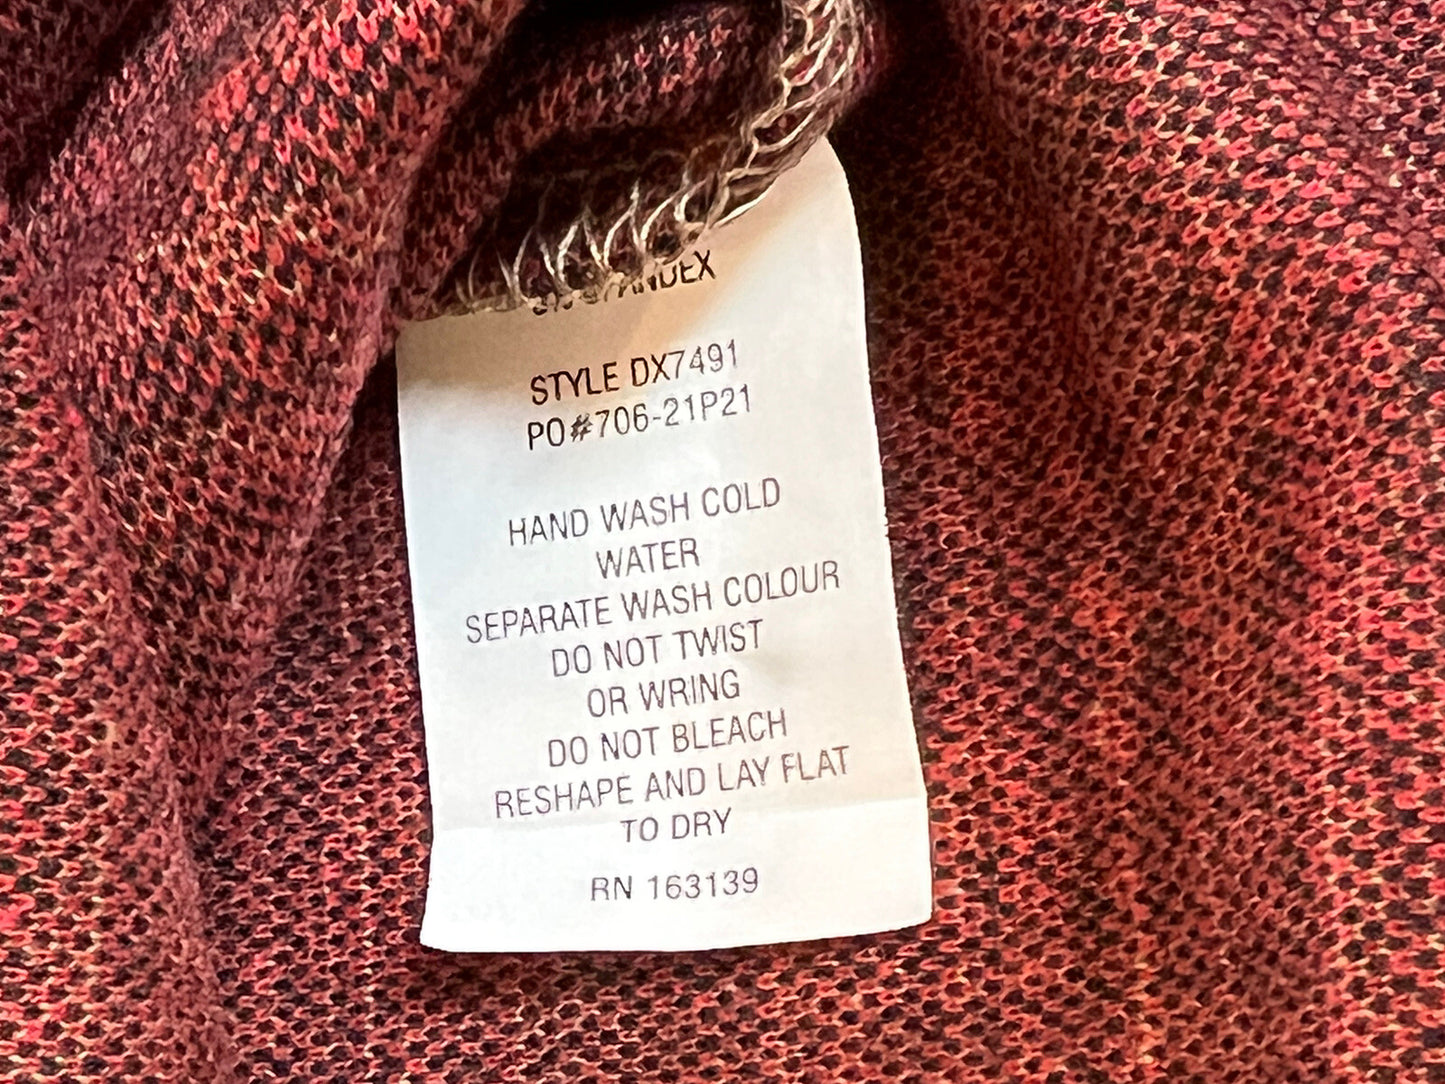 SPANDEX
STYLE DX7491
PO#706-21P21
HAND WASH COLD
WATER
SEPARATE WASH COLOUR
DO NOT TWIST
OR WRING
DO NOT BLEACH
RESHAPE AND LAY FLAT
TO DRY
RN 163139